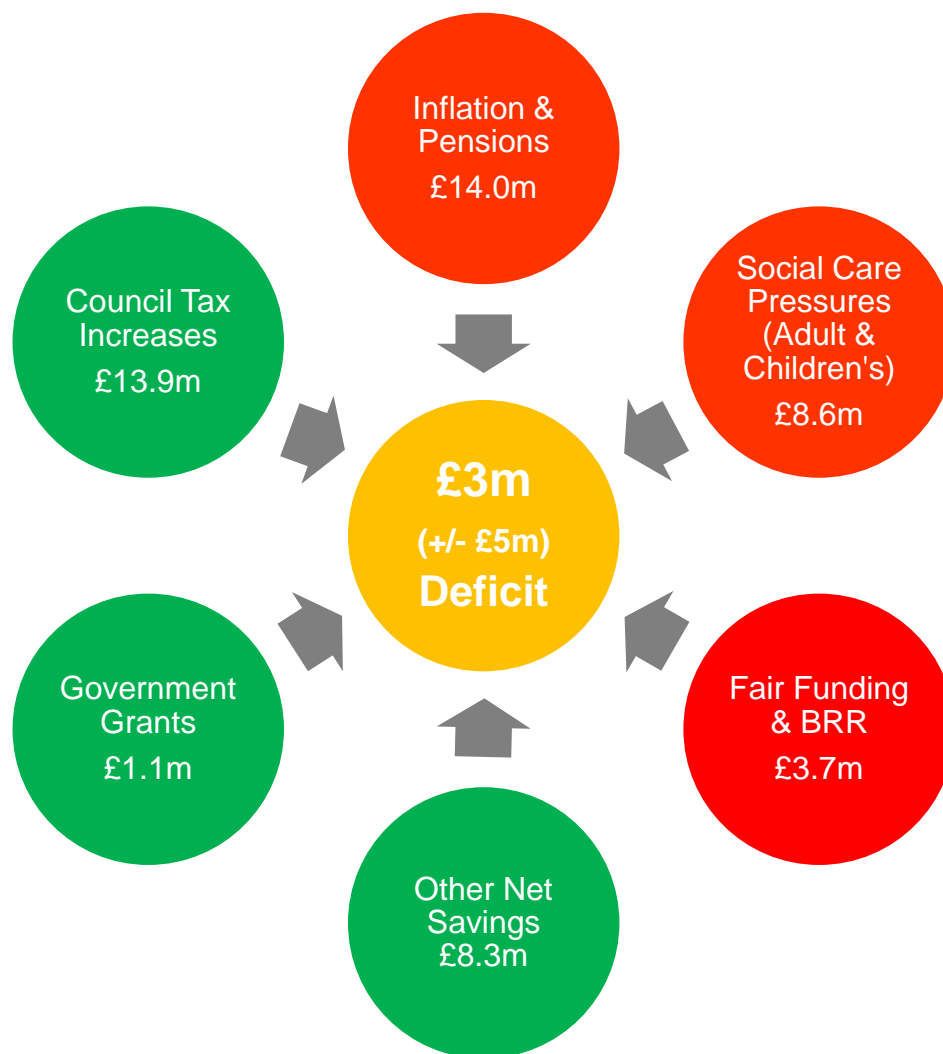 Inflation &
Pensions
£14.0m
Social Care
Pressures
(Adult &
Children's)
£8.6m
Fair Funding
& BRR
£3.7m
Other Net
Savings
£8.3m
Government
Grants
£1.1m
Council Tax
Increases
£13.9m
£3m
(+/- £5m)
Deficit